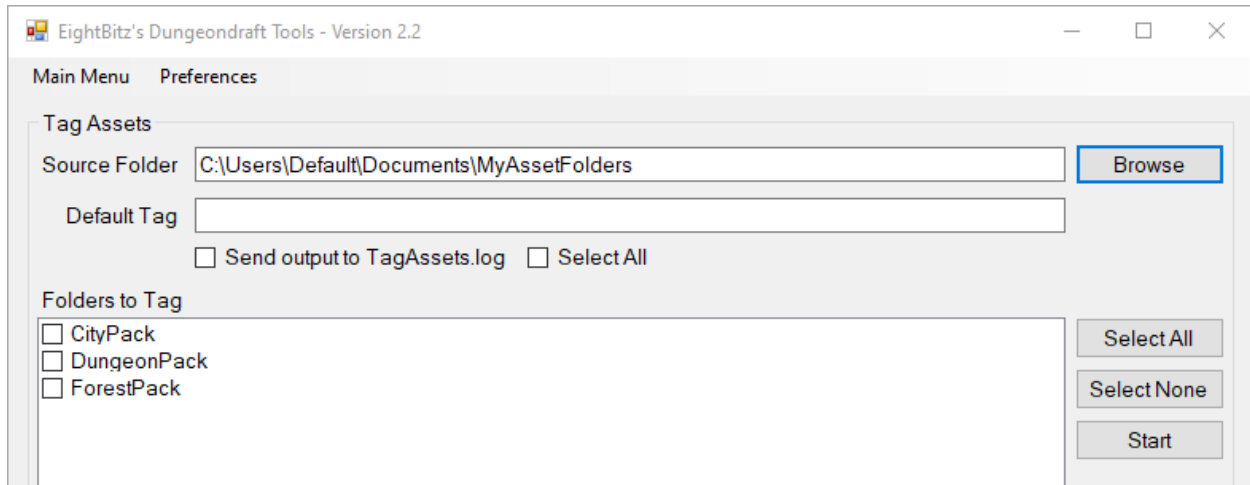 EightBitz's Dungeondraft Tools - Version 2.2
Main Menu Preferences
Tag Assets
Source Folder C:\Users\Default\Documents\MyAssetFolders Browse
Default Tag
Send output to TagAssets.log Select All
Folders to Tag
CityPack Select All
DungeonPack
ForestPack Select None
Start